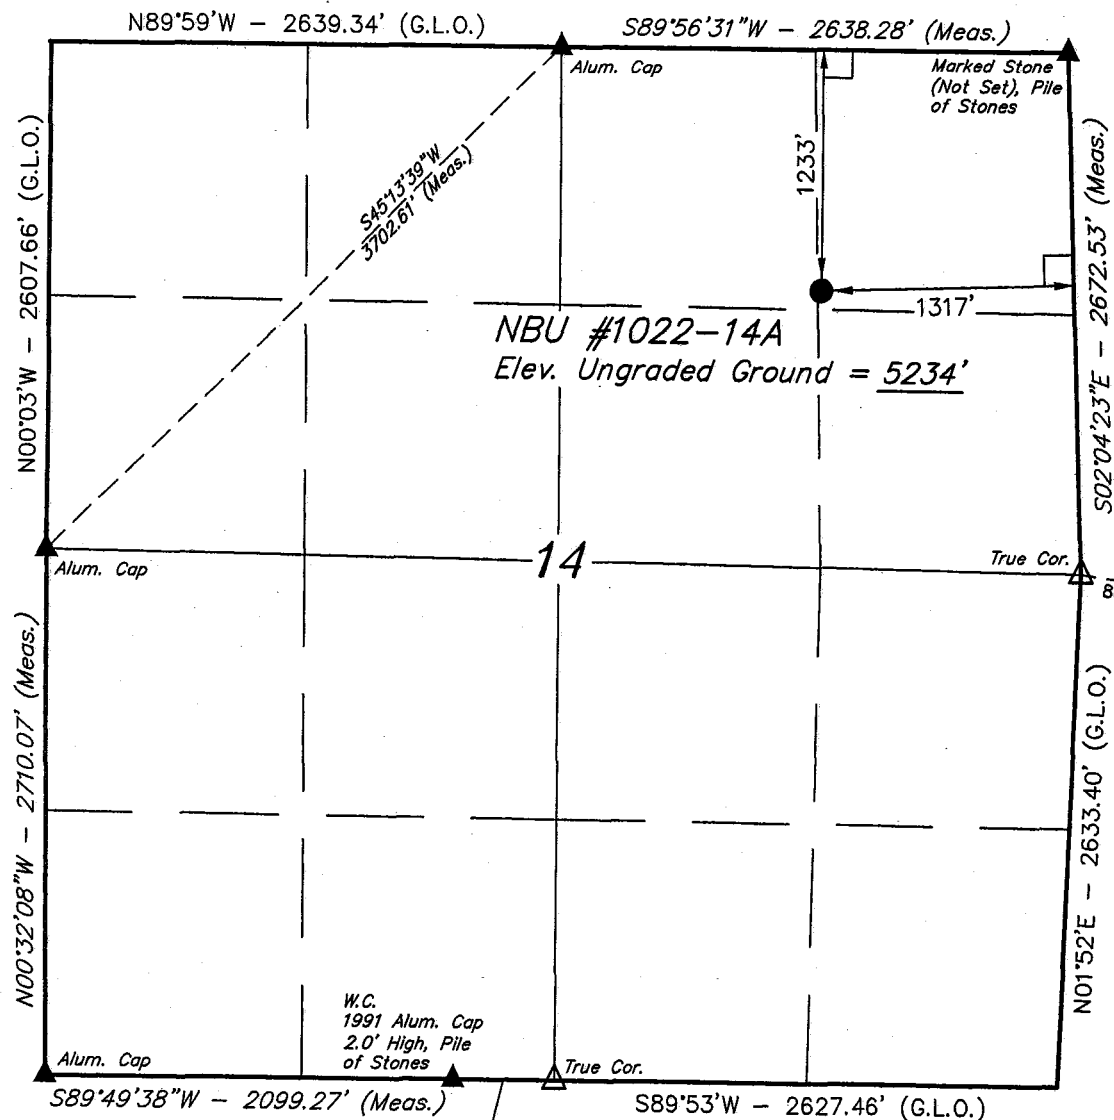 N89°59'W - 2639.34' (G.L.O.)
S89°56'31"W - 2638.28' (Meas.)
Alum. Cap
Marked Stone
(Not Set), Pile
of Stones
N00°03'W - 2607.66' (G.L.O.)
S45°13'39"W
3702.61' (Meas.)
1233'
S02°04'23"E - 2672.53' (Meas.)
1317'
NBU #1022-14A
Elev. Ungraded Ground = 5234'
14
Alum. Cap
True Cor.
N00°32'08"W - 2710.07' (Meas.)
N01°52'E - 2633.40' (G.L.O.)
W.C.
1991 Alum. Cap
2.0' High, Pile
of Stones
Alum. Cap
True Cor.
S89°49'38"W - 2099.27' (Meas.)
S89°53'W - 2627.46' (G.L.O.)